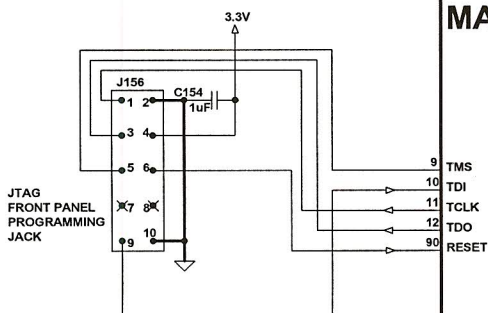 MA
3.3V
J156
C154
1uF
1 2
3 4
5 6
7 8
9 10
JTAG
FRONT PANEL
PROGRAMMING
JACK
9 TMS
10 TDI
11 TCLK
12 TDO
90 RESET